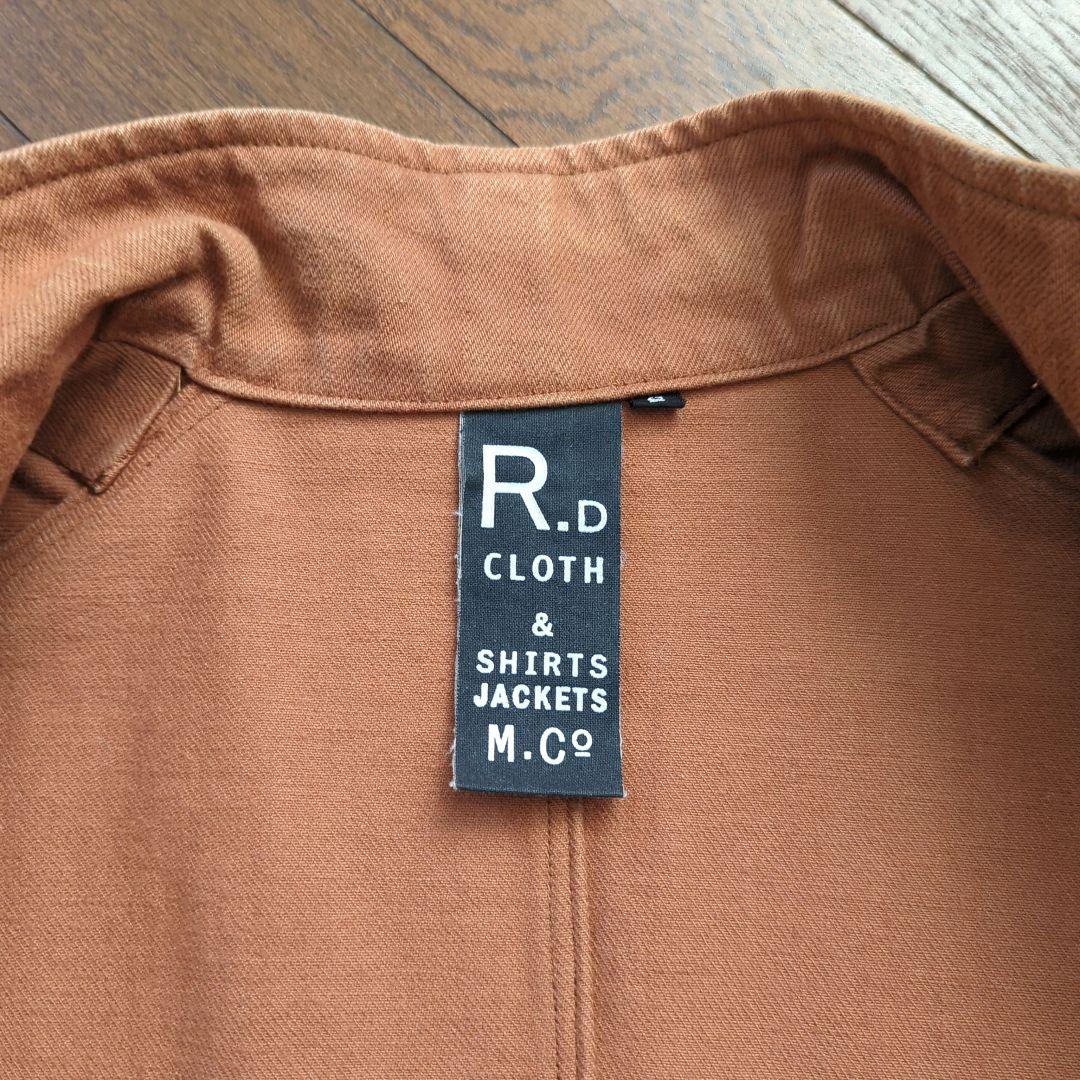 R.D
CLOTH
&
SHIRTS
JACKETS
M.Cº